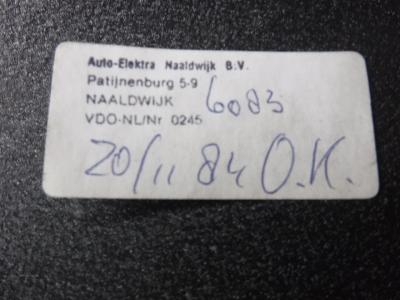 Auto-Elektra Naaldwijk B.V.
Patijnenburg 5-9
NAALDWIJK 6083
VDO-NL/Nr 0245
20/11 84 O.K.